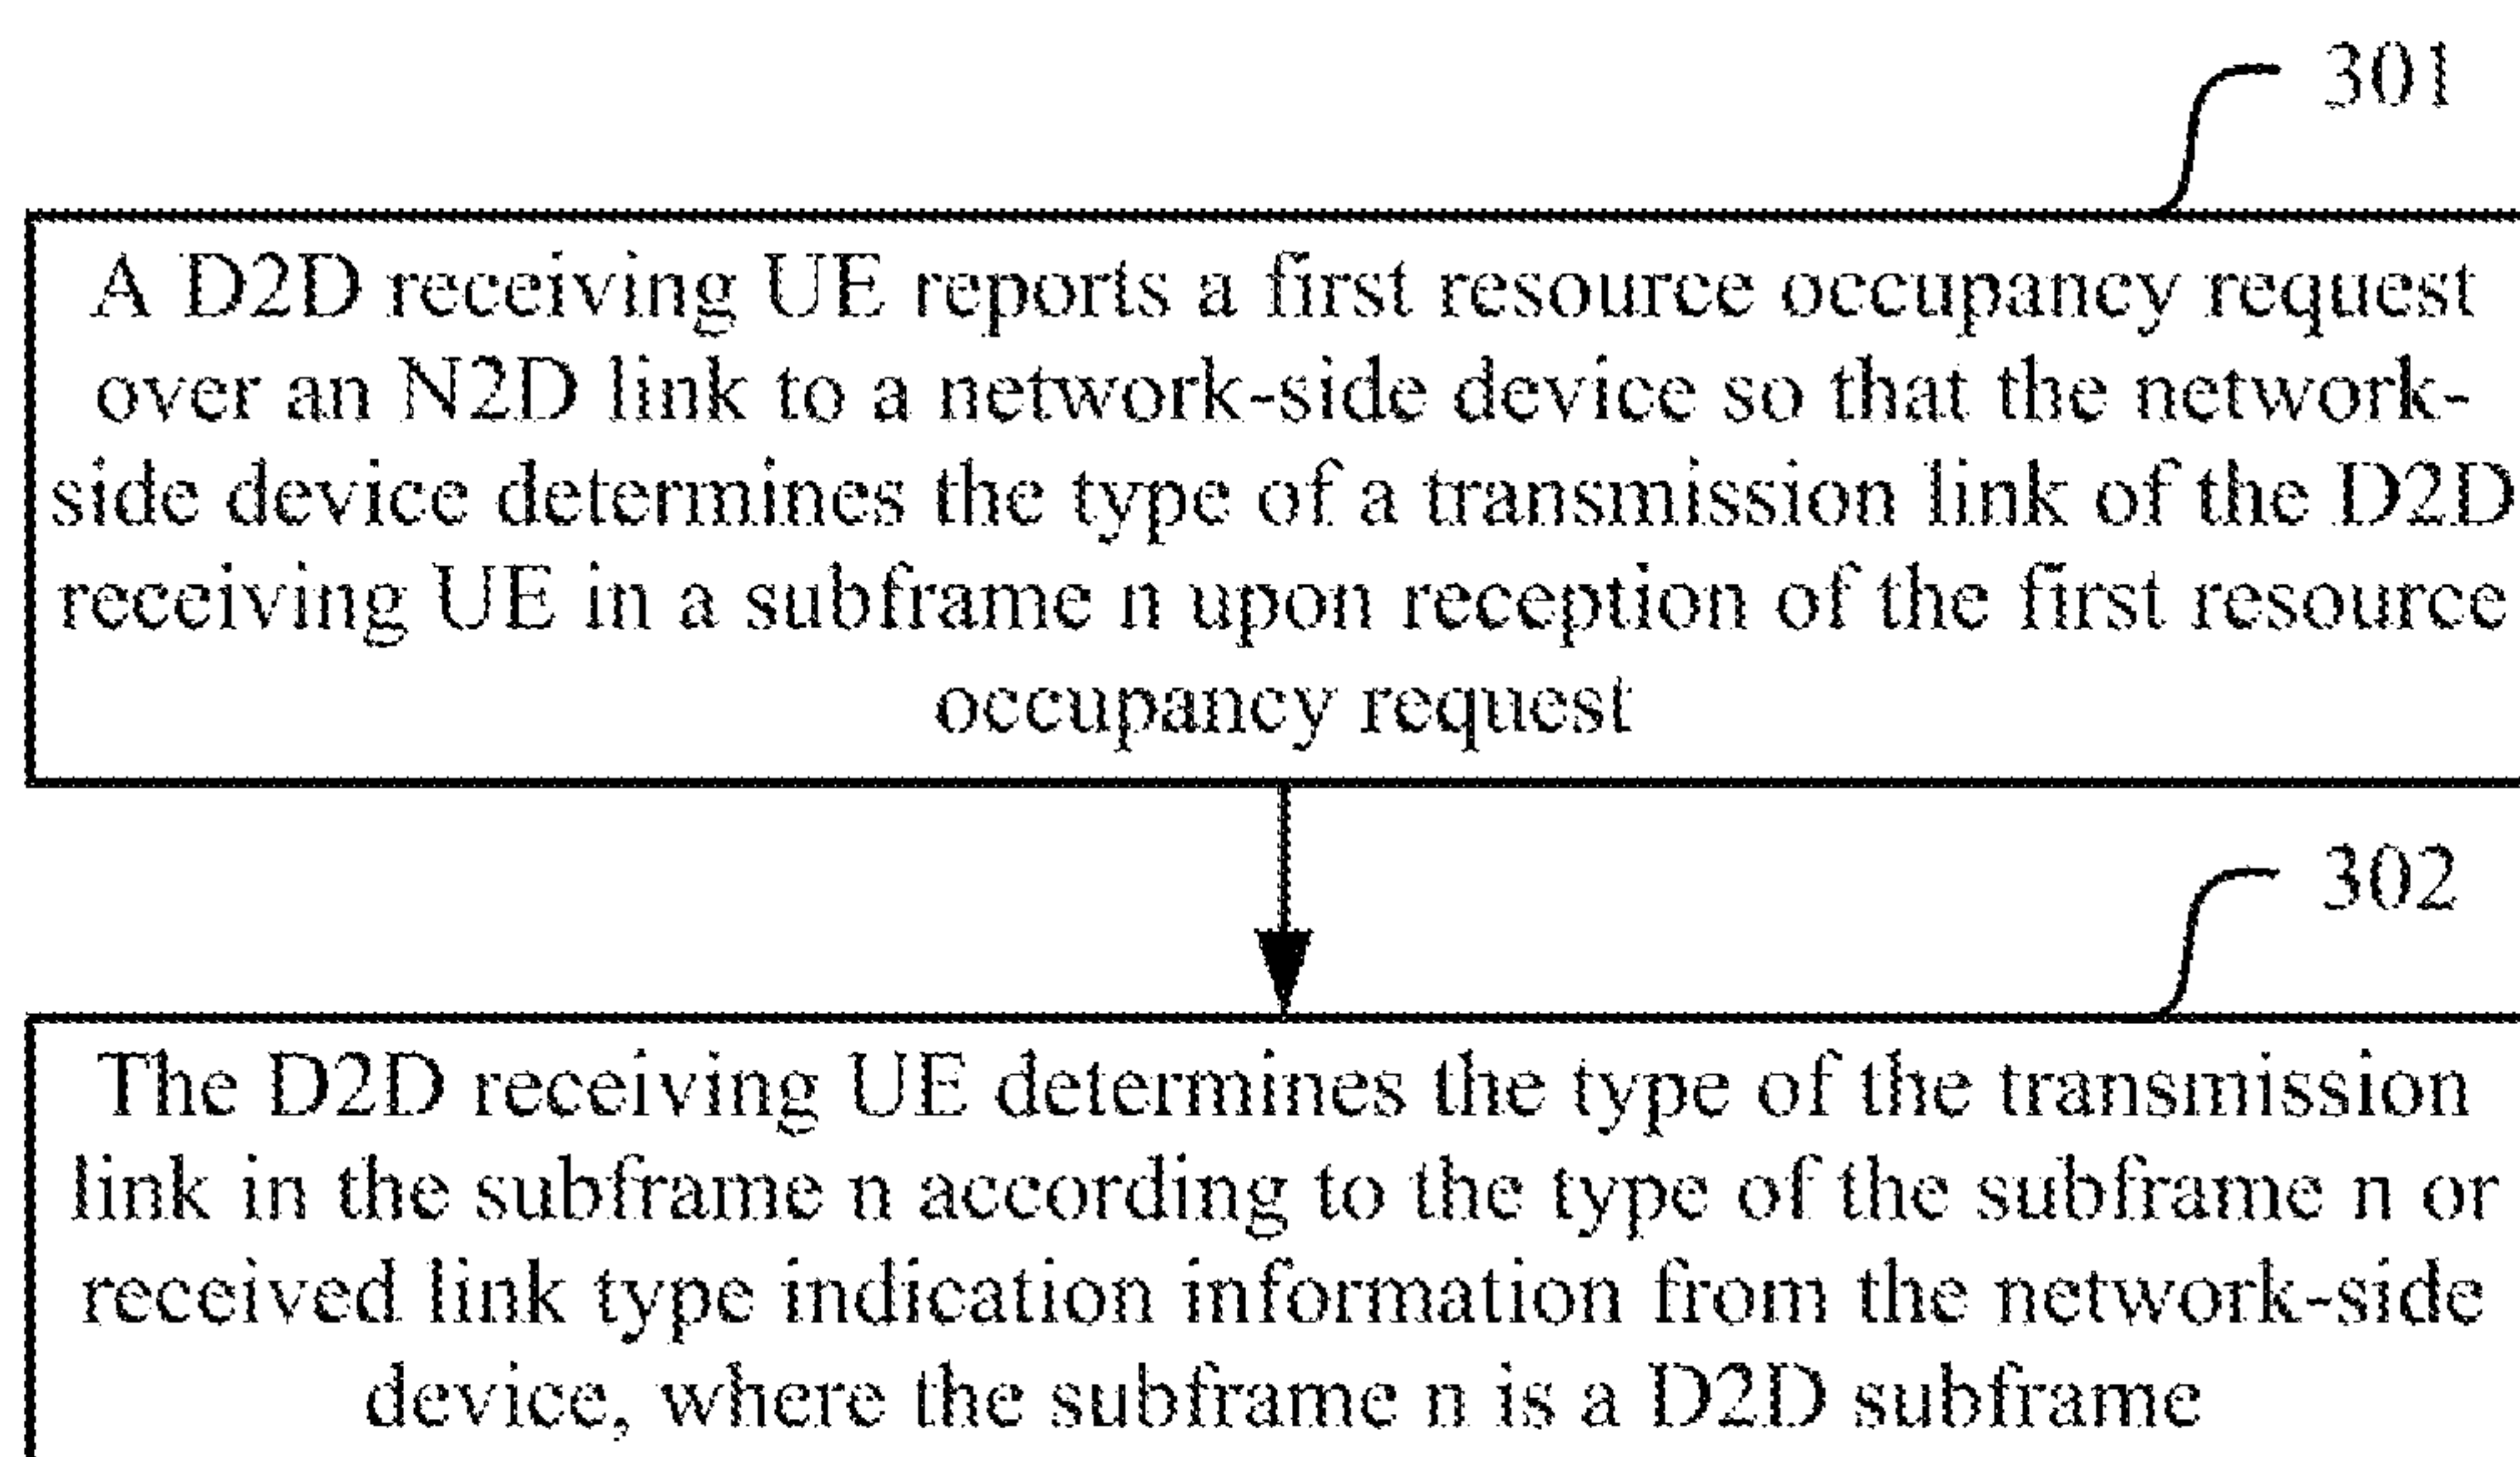 301
A D2D receiving UE reports a first resource occupancy request
over an N2D link to a network-side device so that the network-
side device determines the type of a transmission link of the D2D
receiving UE in a subframe n upon reception of the first resource
occupancy request
302
The D2D receiving UE determines the type of the transmission
link in the subframe n according to the type of the subframe n or
received link type indication information from the network-side
device, where the subframe n is a D2D subframe